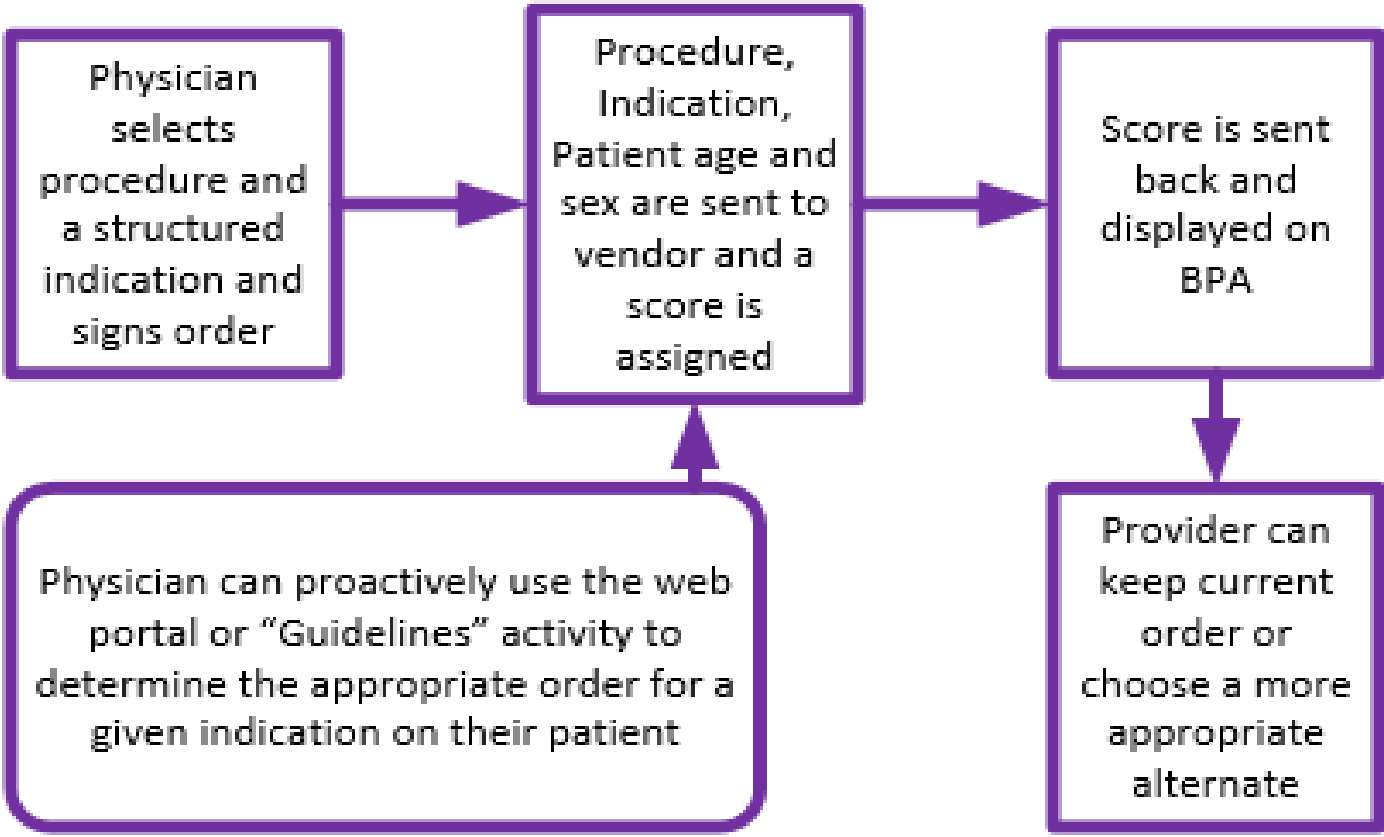 Physician
selects
procedure and
a structured
indication and
signs order
Procedure,
Indication,
Patient age and
sex are sent to
vendor and a
score is
assigned
Score is sent
back and
displayed on
BPA
Physician can proactively use the web
portal or “Guidelines” activity to
determine the appropriate order for a
given indication on their patient
Provider can
keep current
order or
choose a more
appropriate
alternate